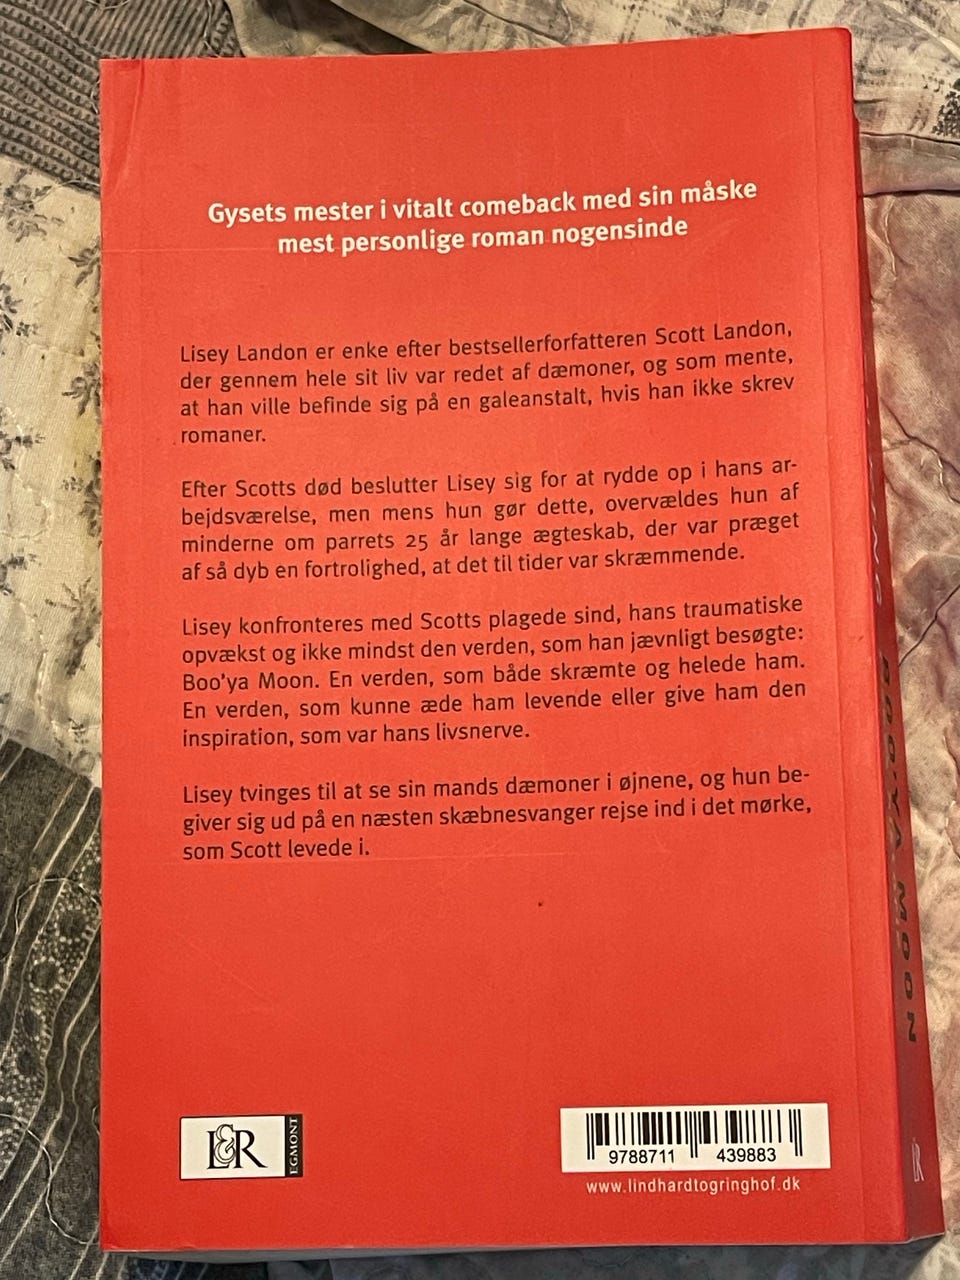 Gysets mester i vitalt comeback med sin måske
mest personlige roman nogensinde
Lisey Landon er enke efter bestsellerforfatteren Scott Landon,
der gennem hele sit liv var redet af dæmoner, og som mente,
at han ville befinde sig på en galeanstalt, hvis han ikke skrev
romaner.
Efter Scotts død beslutter Lisey sig for at rydde op i hans ar-
bejdsværelse, men mens hun gør dette, overvældes hun af
minderne om parrets 25 år lange ægteskab, der var præget
af så dyb en fortrolighed, at det til tider var skræmmende.
Lisey konfronteres med Scotts plagede sind, hans traumatiske
opvækst og ikke mindst den verden, som han jævnligt besøgte:
Boo'ya Moon. En verden, som både skræmte og helede ham.
En verden, som kunne æde ham levende eller give ham den
inspiration, som var hans livsnerve.
Lisey tvinges til at se sin mands dæmoner i øjnene, og hun be-
giver sig ud på en næsten skæbnesvanger rejse ind i det mørke,
som Scott levede i.
L&R
EGMONT
9788711 439883
www.lindhardtogringhof.dk
BOO'YA MOON
L&R